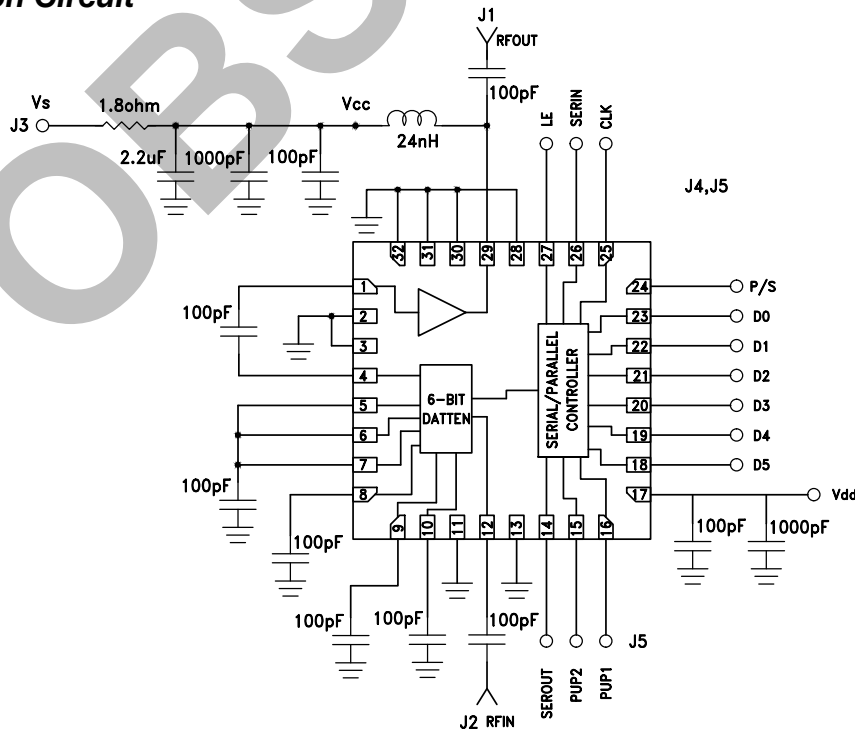 on Circuit
OBS
J1
RFOUT
100pF
Vs
1.8ohm
Vcc
J3
24nH
2.2uF
1000pF
100pF
LE
SERIN
CLK
J4,J5
32
31
30
29
28
27
26
25
1
2
3
4
5
6
7
8
100pF
100pF
6-BIT
DATTEN
SERIAL/PARALLEL
CONTROLLER
24
P/S
23
D0
22
D1
21
D2
20
D3
19
D4
18
D5
17
Vdd
100pF
1000pF
9
10
11
12
13
14
15
16
100pF
100pF
100pF
100pF
J5
SEROUT
PUP2
PUP1
J2 RFIN